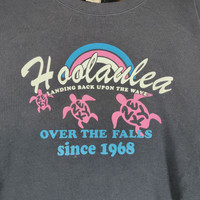 Hoolaulea
LANDING BACK UPON THE WAVE
OVER THE FALLS
since 1968